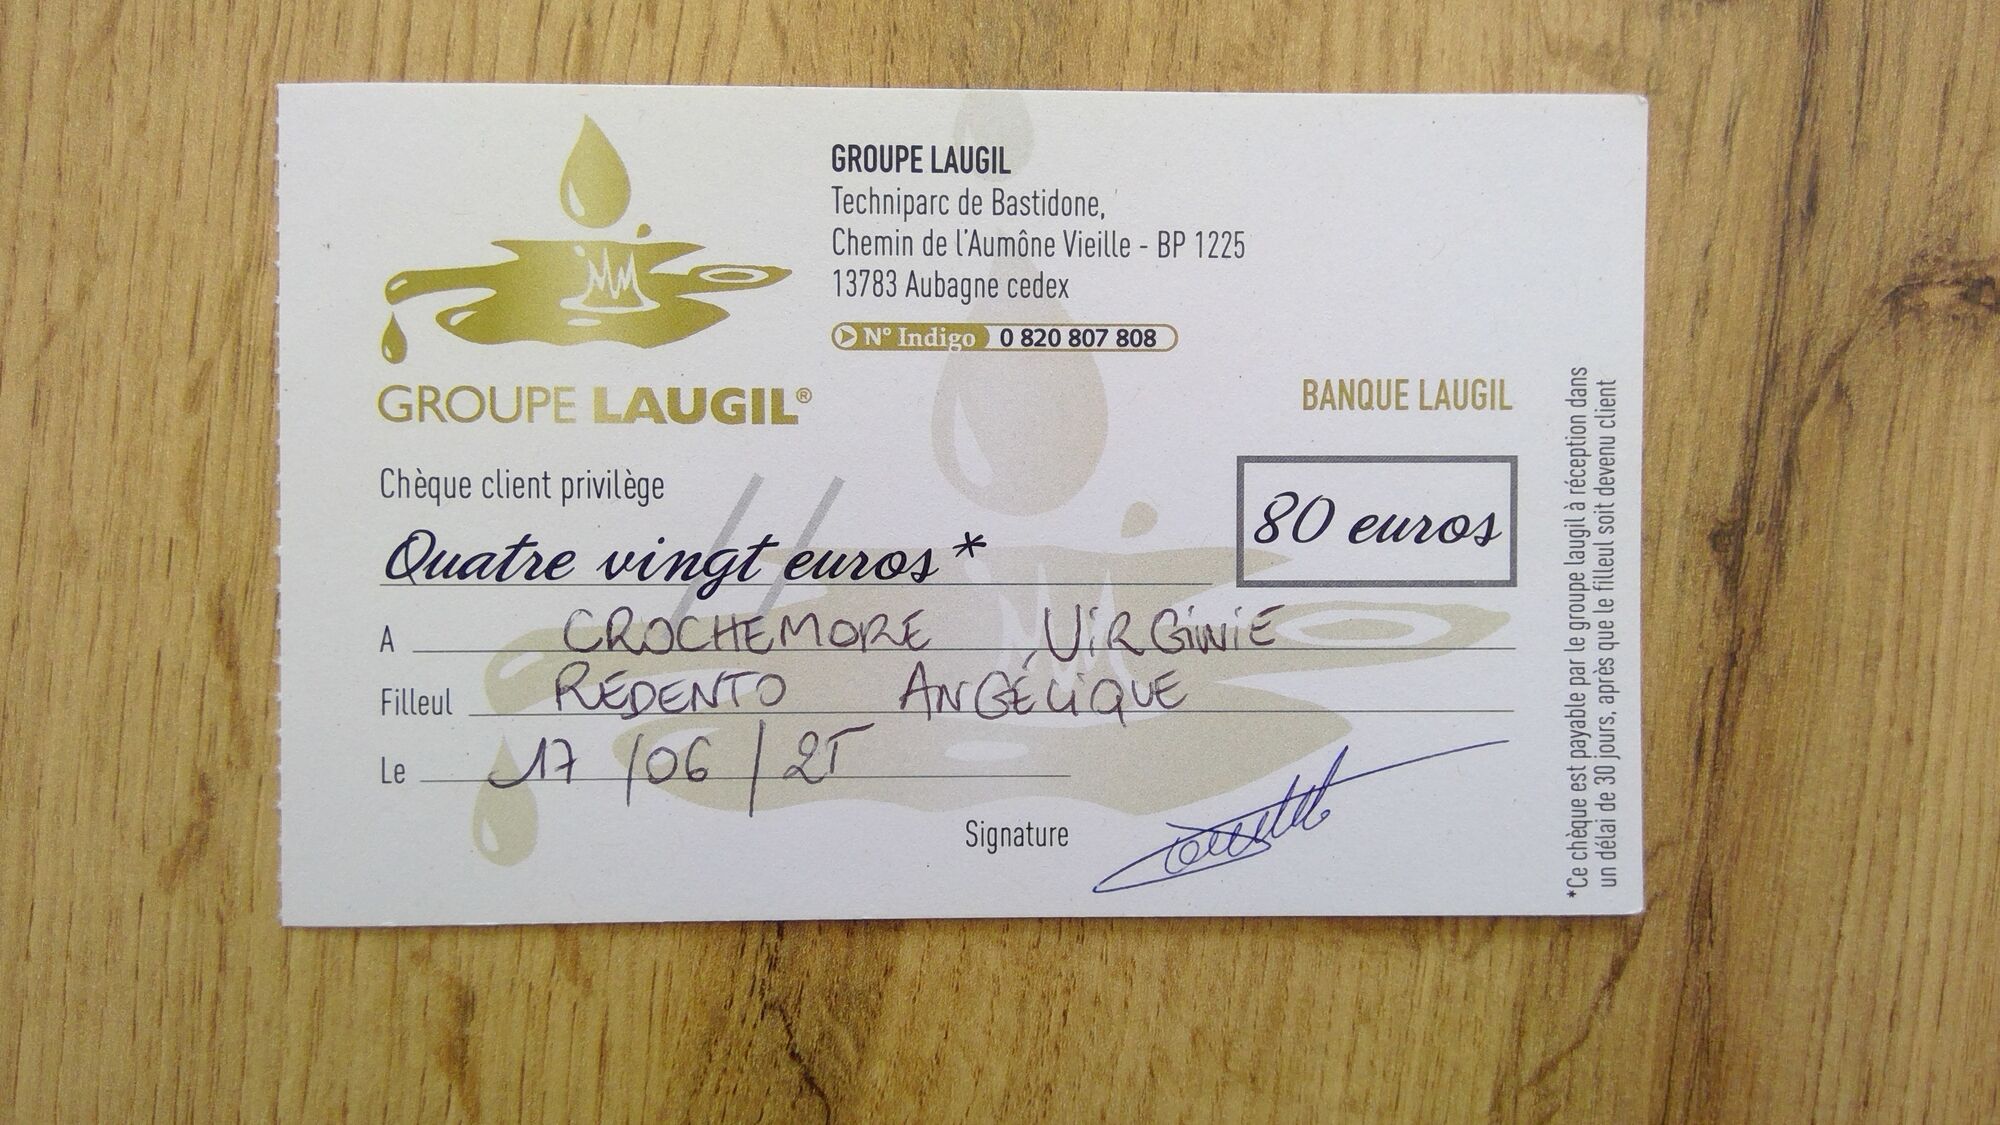 GROUPE LAUGIL
Techniparc de Bastidone,
Chemin de l'Aumône Vieille - BP 1225
13783 Aubagne cedex
N° Indigo 0 820 807 808
GROUPE LAUGIL®
BANQUE LAUGIL
Chèque client privilège
Quatre vingt euros*
80 euros
A CROCHEMORE VIRGINIE
Filleul REDENTO ANGÉLIQUE
Le 17/06/21
Signature
*Ce chèque est payable par le groupe laugil à réception dans
un délai de 30 jours, après que le filleul soit devenu client